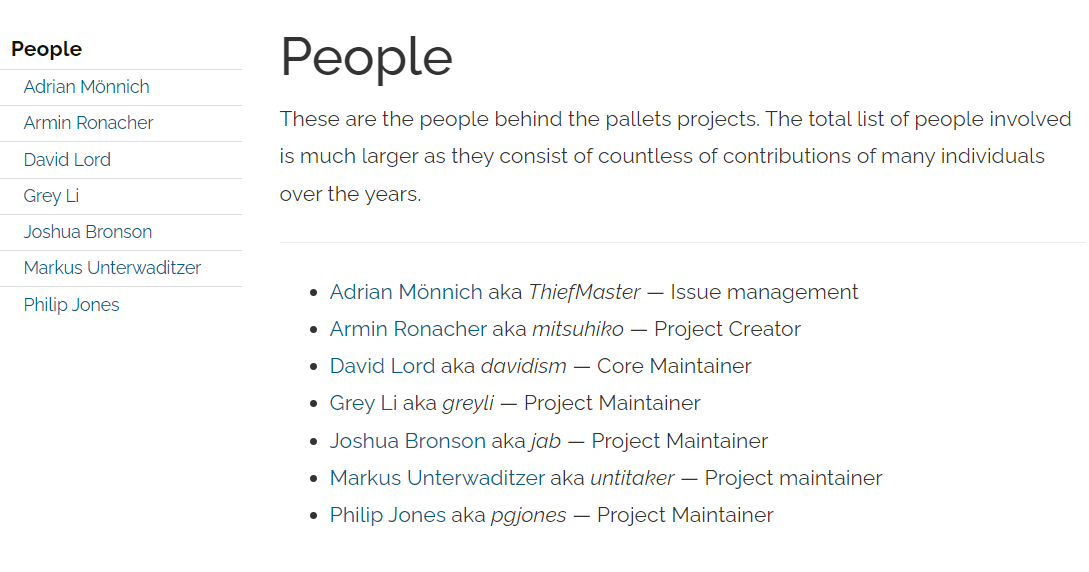 People
Adrian Mönnich
Armin Ronacher
David Lord
Grey Li
Joshua Bronson
Markus Unterwaditzer
Philip Jones
People
These are the people behind the pallets projects. The total list of people involved
is much larger as they consist of countless of contributions of many individuals
over the years.
Adrian Mönnich aka ThiefMaster — Issue management
Armin Ronacher aka mitsuhiko — Project Creator
David Lord aka davidism — Core Maintainer
Grey Li aka greyli — Project Maintainer
Joshua Bronson aka jab — Project Maintainer
Markus Unterwaditzer aka untitaker — Project maintainer
Philip Jones aka pgjones — Project Maintainer